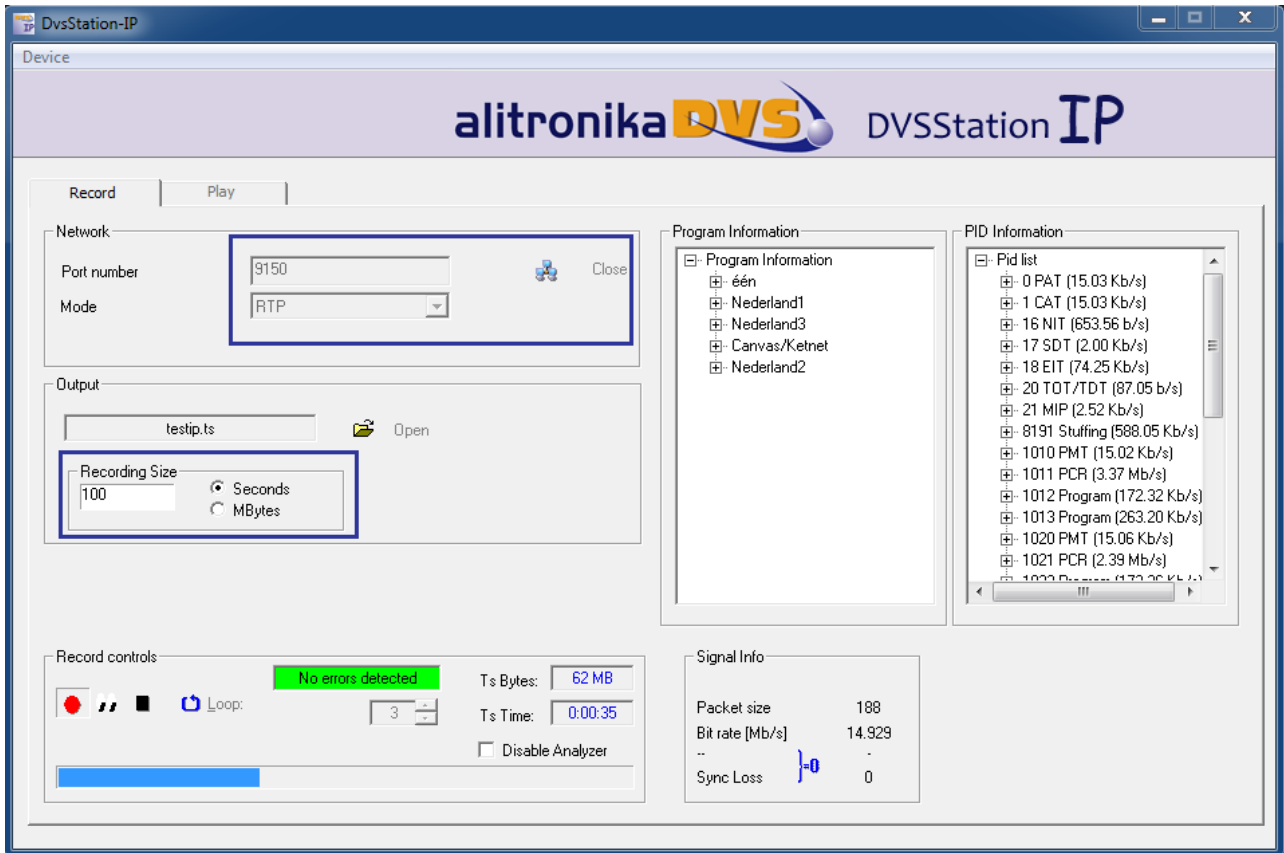 DvsStation-IP
Device
alitronika DVS DVSStation IP
Record Play
Network
Port number 9150 Close
Mode RTP
Output
testip.ts Open
Recording Size
100
Seconds
MBytes
Program Information
Program Information
één
Nederland1
Nederland3
Canvas/Ketnet
Nederland2
PID Information
Pid list
0 PAT (15.03 Kb/s)
1 CAT (15.03 Kb/s)
16 NIT (653.56 b/s)
17 SDT (2.00 Kb/s)
18 EIT (74.25 Kb/s)
20 TOT/TDT (87.05 b/s)
21 MIP (2.52 Kb/s)
8191 Stuffing (588.05 Kb/s)
1010 PMT (15.02 Kb/s)
1011 PCR (3.37 Mb/s)
1012 Program (172.32 Kb/s)
1013 Program (263.20 Kb/s)
1020 PMT (15.06 Kb/s)
1021 PCR (2.39 Mb/s)
Record controls
No errors detected
Loop: 3
Ts Bytes: 62 MB
Ts Time: 0:00:35
Disable Analyzer
Signal Info
Packet size 188
Bit rate [Mb/s] 14.929
-- -
}=0
Sync Loss 0